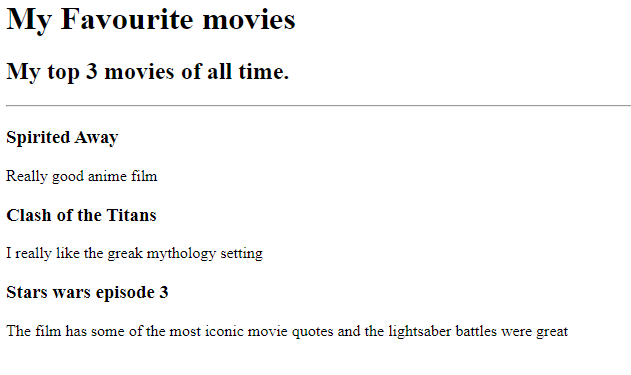 My Favourite movies
My top 3 movies of all time.
Spirited Away
Really good anime film
Clash of the Titans
I really like the greak mythology setting
Stars wars episode 3
The film has some of the most iconic movie quotes and the lightsaber battles were great